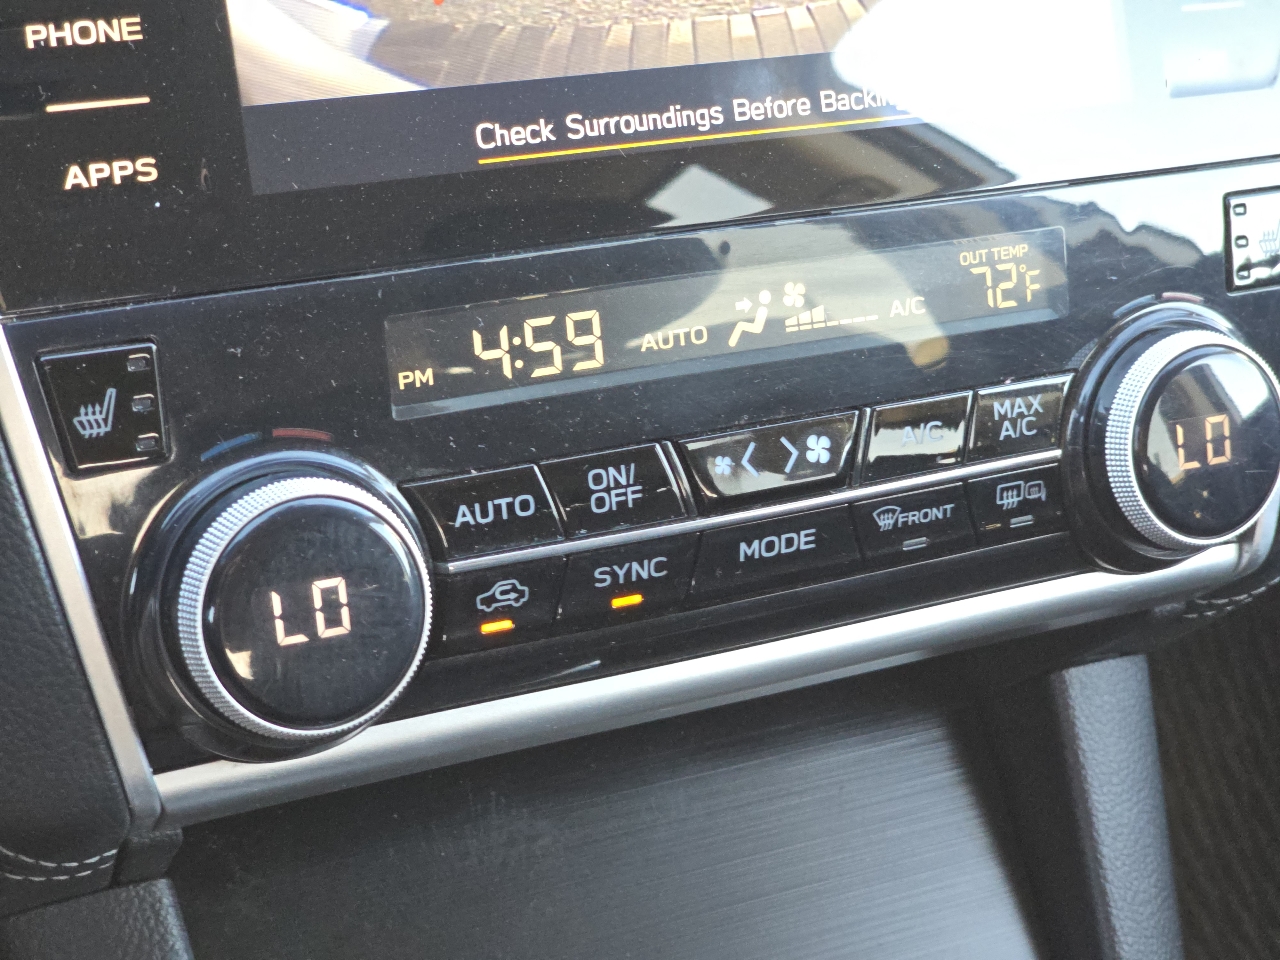 PHONE
APPS
Check Surroundings Before
OUT TEMP
72°F
PM 4:59 AUTO A/C
AUTO
ON/
OFF
A/C
MAX
A/C
LO
LO
SYNC
MODE
FRONT